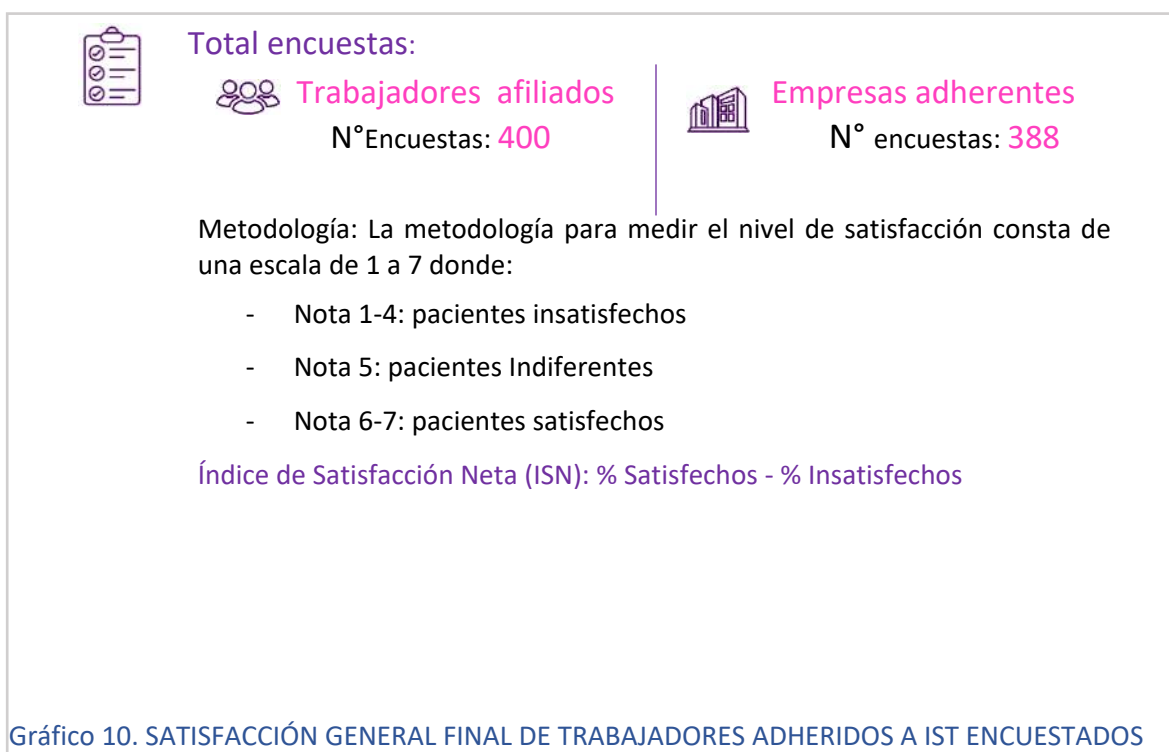 Total encuestas:
Trabajadores afiliados
N°Encuestas: 400
Empresas adherentes
N° encuestas: 388
Metodología: La metodología para medir el nivel de satisfacción consta de
una escala de 1 a 7 donde:
- Nota 1-4: pacientes insatisfechos
- Nota 5: pacientes Indiferentes
- Nota 6-7: pacientes satisfechos
Índice de Satisfacción Neta (ISN): % Satisfechos - % Insatisfechos
Gráfico 10. SATISFACCIÓN GENERAL FINAL DE TRABAJADORES ADHERIDOS A IST ENCUESTADOS